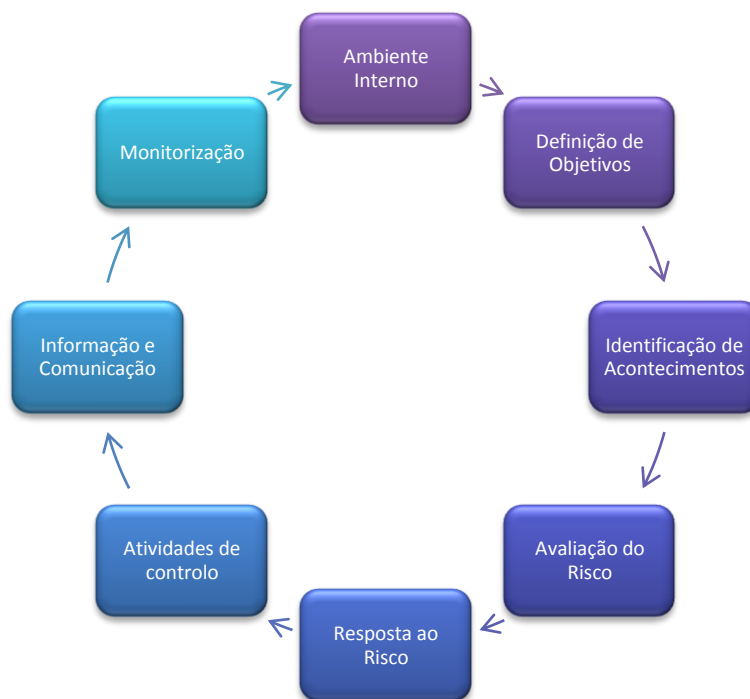 Ambiente
Interno
Definição de
Objetivos
Identificação de
Acontecimentos
Avaliação do
Risco
Resposta ao
Risco
Atividades de
controlo
Informação e
Comunicação
Monitorização